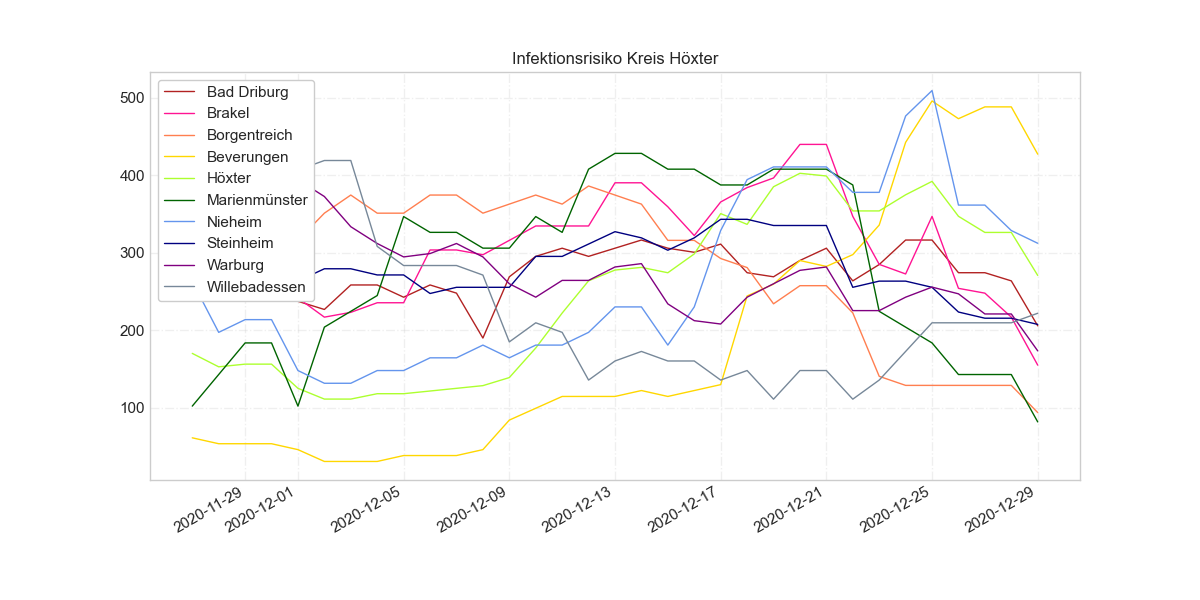 Infektionsrisiko Kreis Höxter
500
400
300
200
100
Bad Driburg
Brakel
Borgentreich
Beverungen
Höxter
Marienmünster
Nieheim
Steinheim
Warburg
Willebadessen
2020-11-29
2020-12-01
2020-12-05
2020-12-09
2020-12-13
2020-12-17
2020-12-21
2020-12-25
2020-12-29